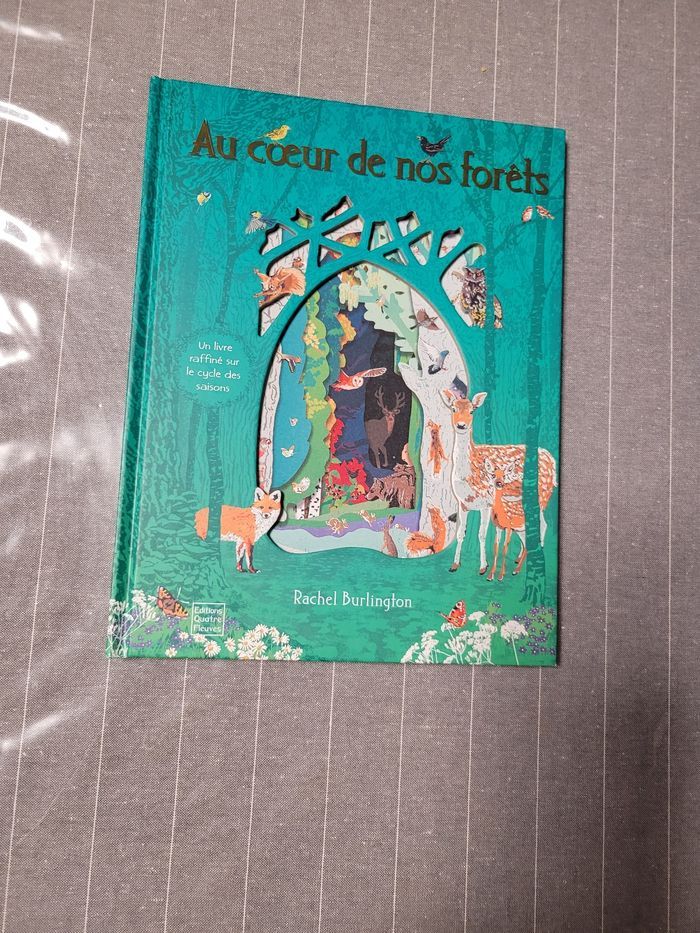 Au cœur de nos forêts
Un livre
raffiné sur
le cycle des
saisons
Rachel Burlington
Editions
Quatre
Fleuves